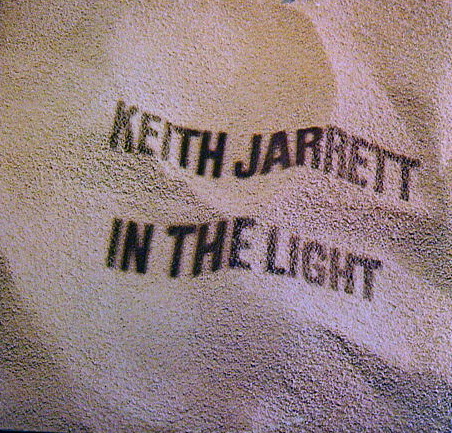 KEITH JARRETT
IN THE LIGHT